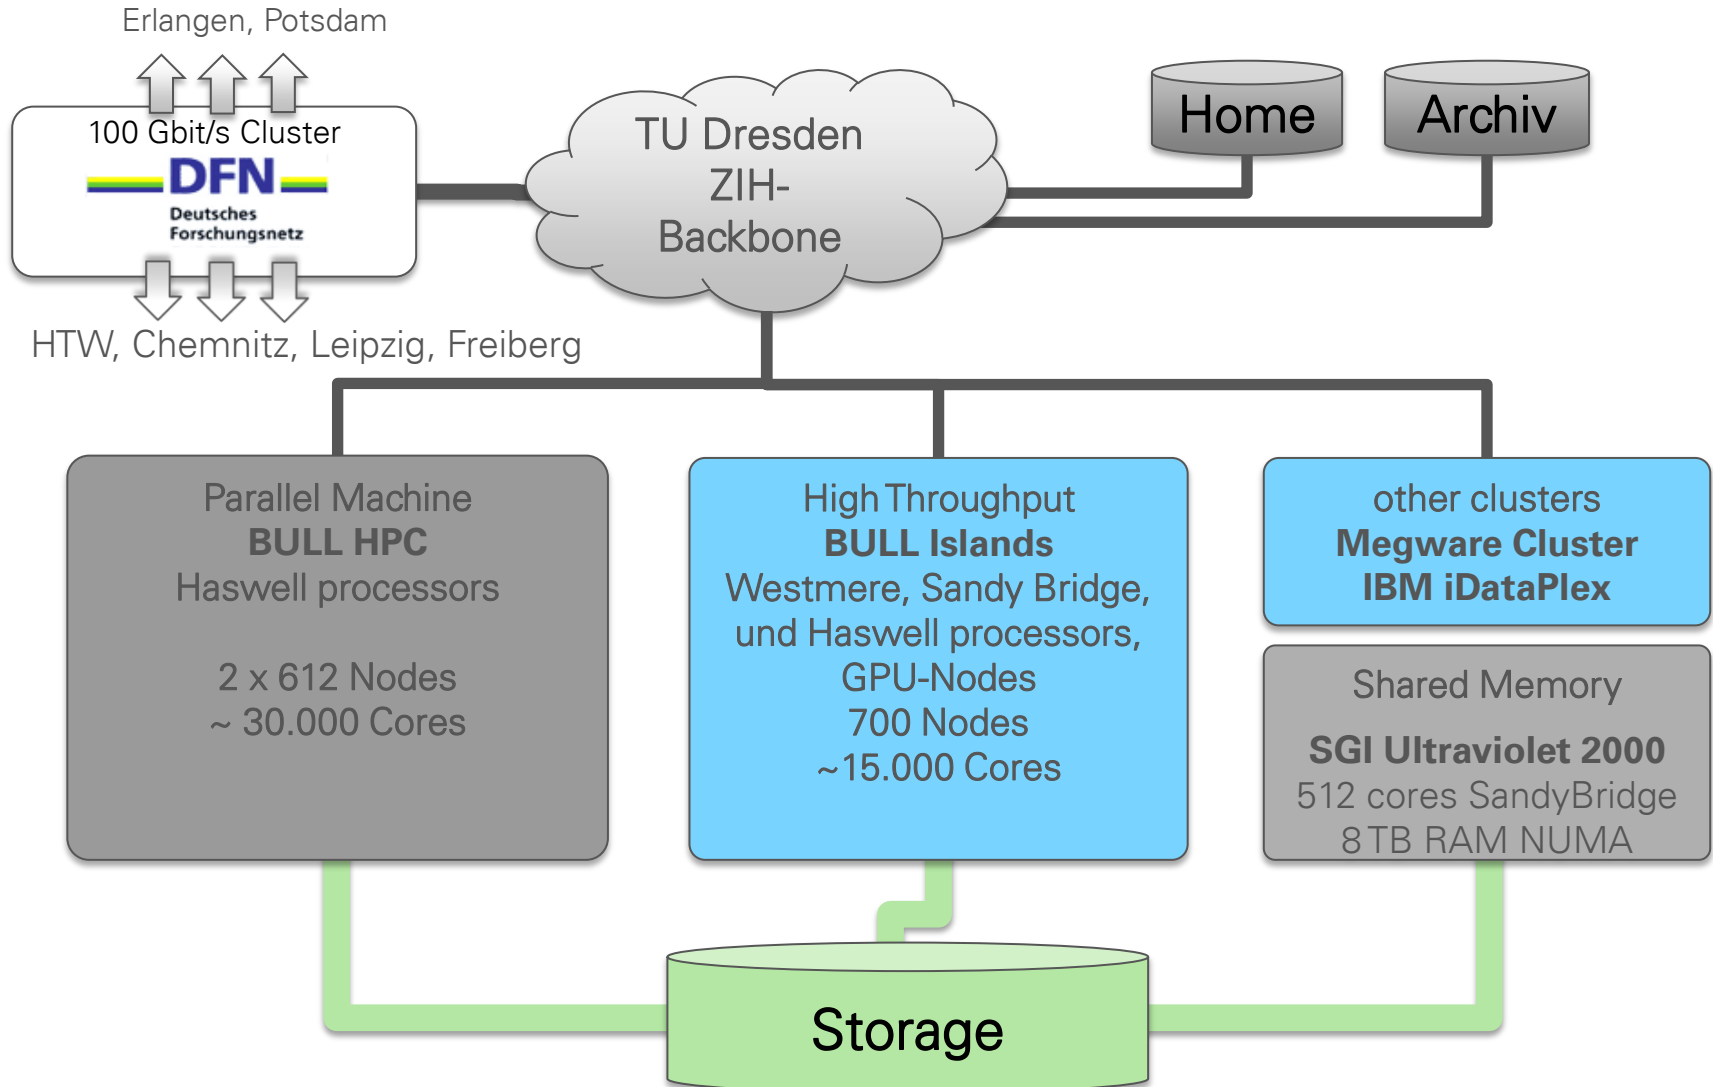 Erlangen, Potsdam
100 Gbit/s Cluster
DFN
Deutsches
Forschungsnetz
HTW, Chemnitz, Leipzig, Freiberg
TU Dresden
ZIH-
Backbone
Home
Archiv
Parallel Machine
BULL HPC
Haswell processors
2 x 612 Nodes
~ 30.000 Cores
High Throughput
BULL Islands
Westmere, Sandy Bridge,
und Haswell processors,
GPU-Nodes
700 Nodes
~15.000 Cores
other clusters
Megware Cluster
IBM iDataPlex
Shared Memory
SGI Ultraviolet 2000
512 cores SandyBridge
8 TB RAM NUMA
Storage